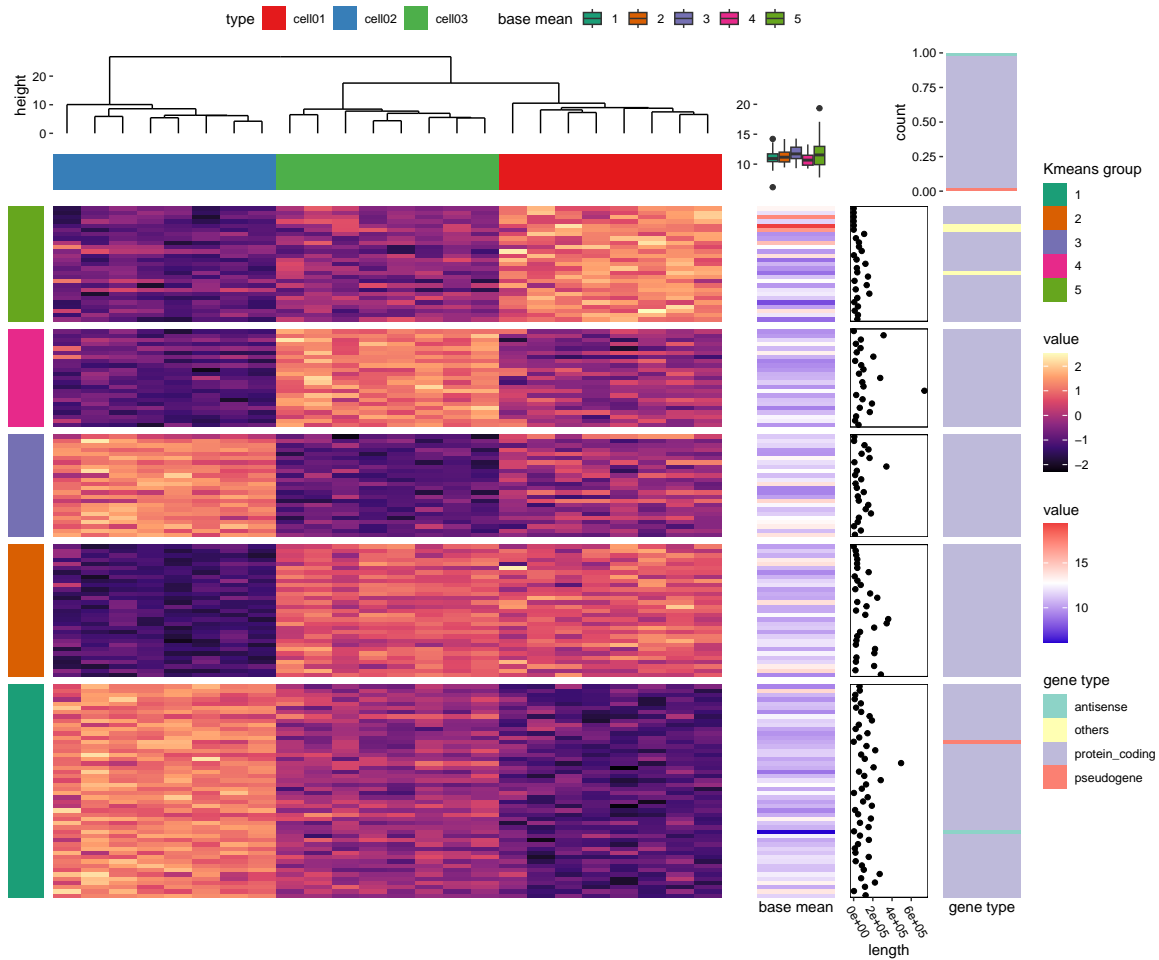 type cell01 cell02 cell03 base mean 1 2 3 4 5
height
20
10
0
20
15
10
count
1.00
0.75
0.50
0.25
0.00
Kmeans group
1
2
3
4
5
value
2
1
0
−1
−2
value
15
10
gene type
antisense
others
protein_coding
pseudogene
base mean
0e+00
2e+05
4e+05
6e+05
length
gene type